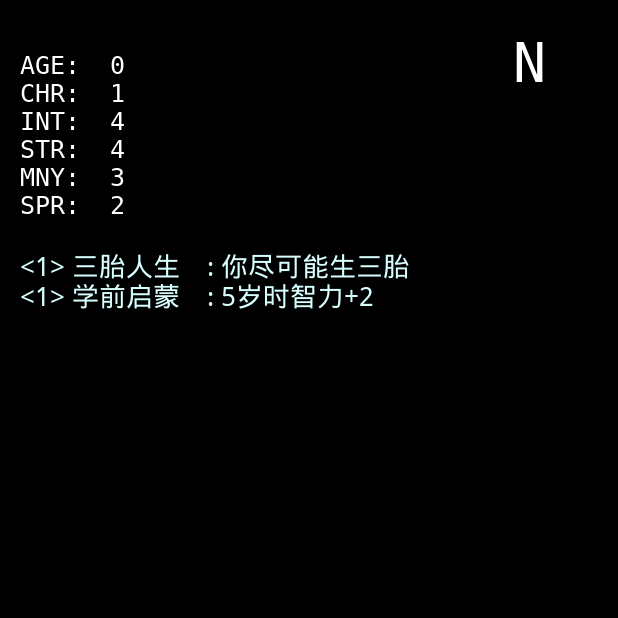 N
AGE: 0
CHR: 1
INT: 4
STR: 4
MNY: 3
SPR: 2
<1> 三胎人生 : 你尽可能生三胎
<1> 学前启蒙 : 5岁时智力+2